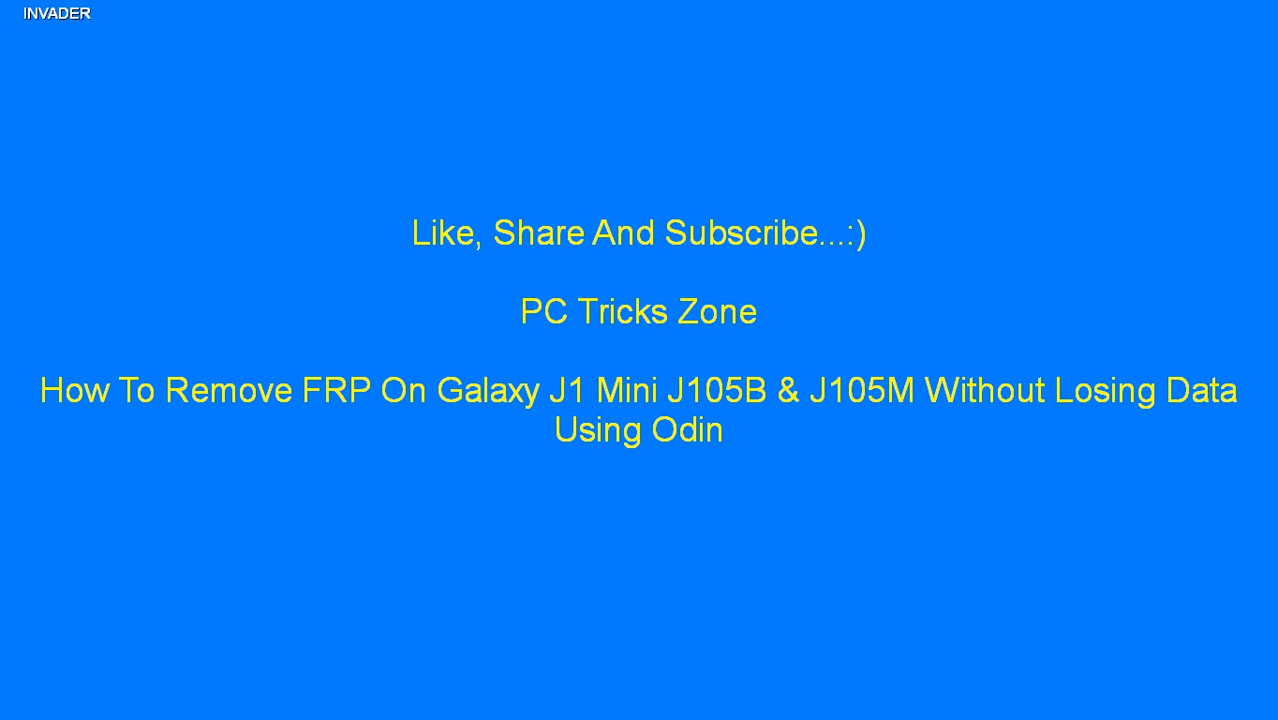 INVADER
Like, Share And Subscribe...:)
PC Tricks Zone
How To Remove FRP On Galaxy J1 Mini J105B & J105M Without Losing Data
Using Odin